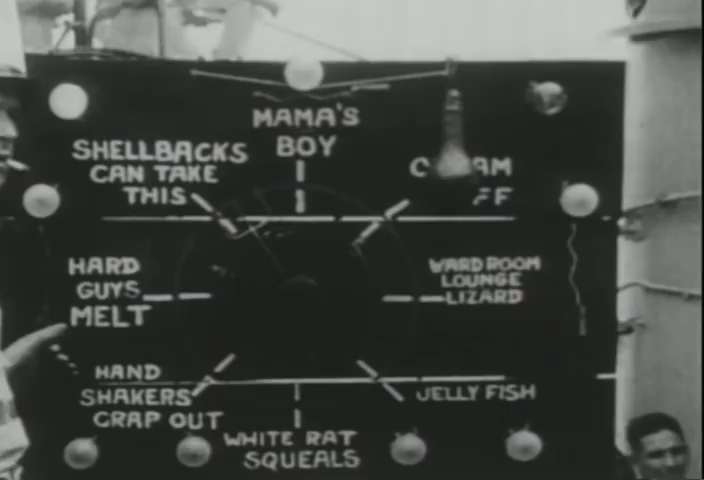 MAMA'S
BOY
SHELLBACKS
CAN TAKE
THIS
HARD
GUYS
MELT
WARD ROOM
LOUNGE
LIZARD
HAND
SHAKERS
CRAP OUT
JELLY FISH
WHITE RAT
SQUEALS